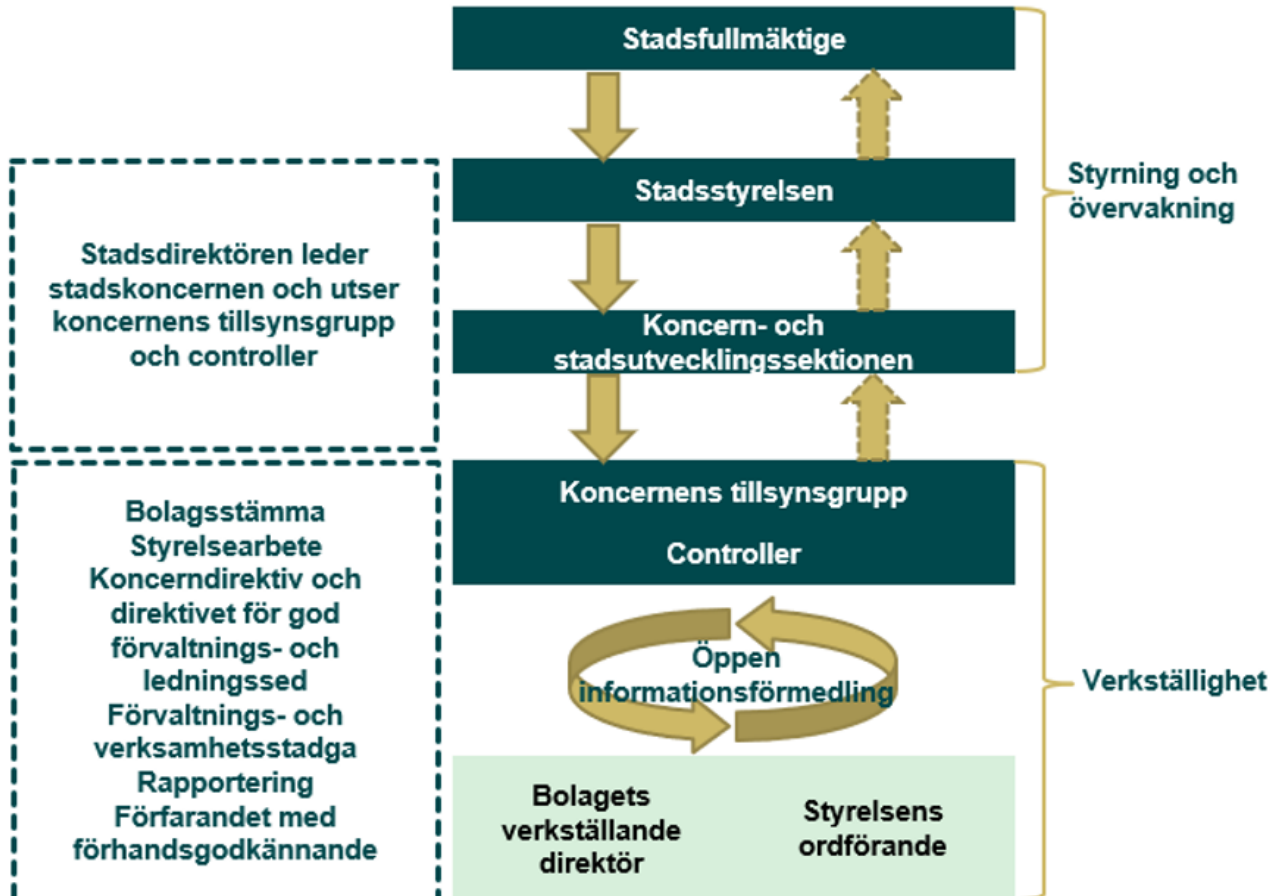 Stadsfullmäktige
Stadsstyrelsen
Koncern- och
stadsutvecklingssektionen
Styrning och
övervakning
Stadsdirektören leder
stadskoncernen och utser
koncernens tillsynsgrupp
och controller
Koncernens tillsynsgrupp
Controller
Bolagsstämma
Styrelsearbete
Koncerndirektiv och
direktivet för god
förvaltnings- och
ledningssed
Förvaltnings- och
verksamhetsstadga
Rapportering
Förfarandet med
förhandsgodkännande
Öppen
informationsförmedling
Verkställighet
Bolagets
verkställande
direktör
Styrelsens
ordförande